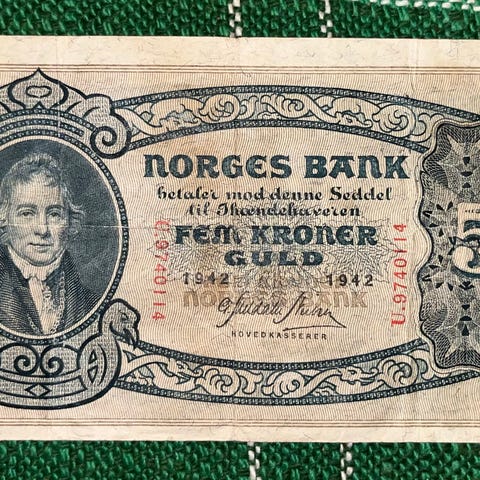 NORGES BANK
betaler mod denne Seddel
til Ihændehaveren
FEM KRONER
GULD
1942 1942
NORGES BANK
HOVEDKASSERER
U.9740114
U.9740114
5